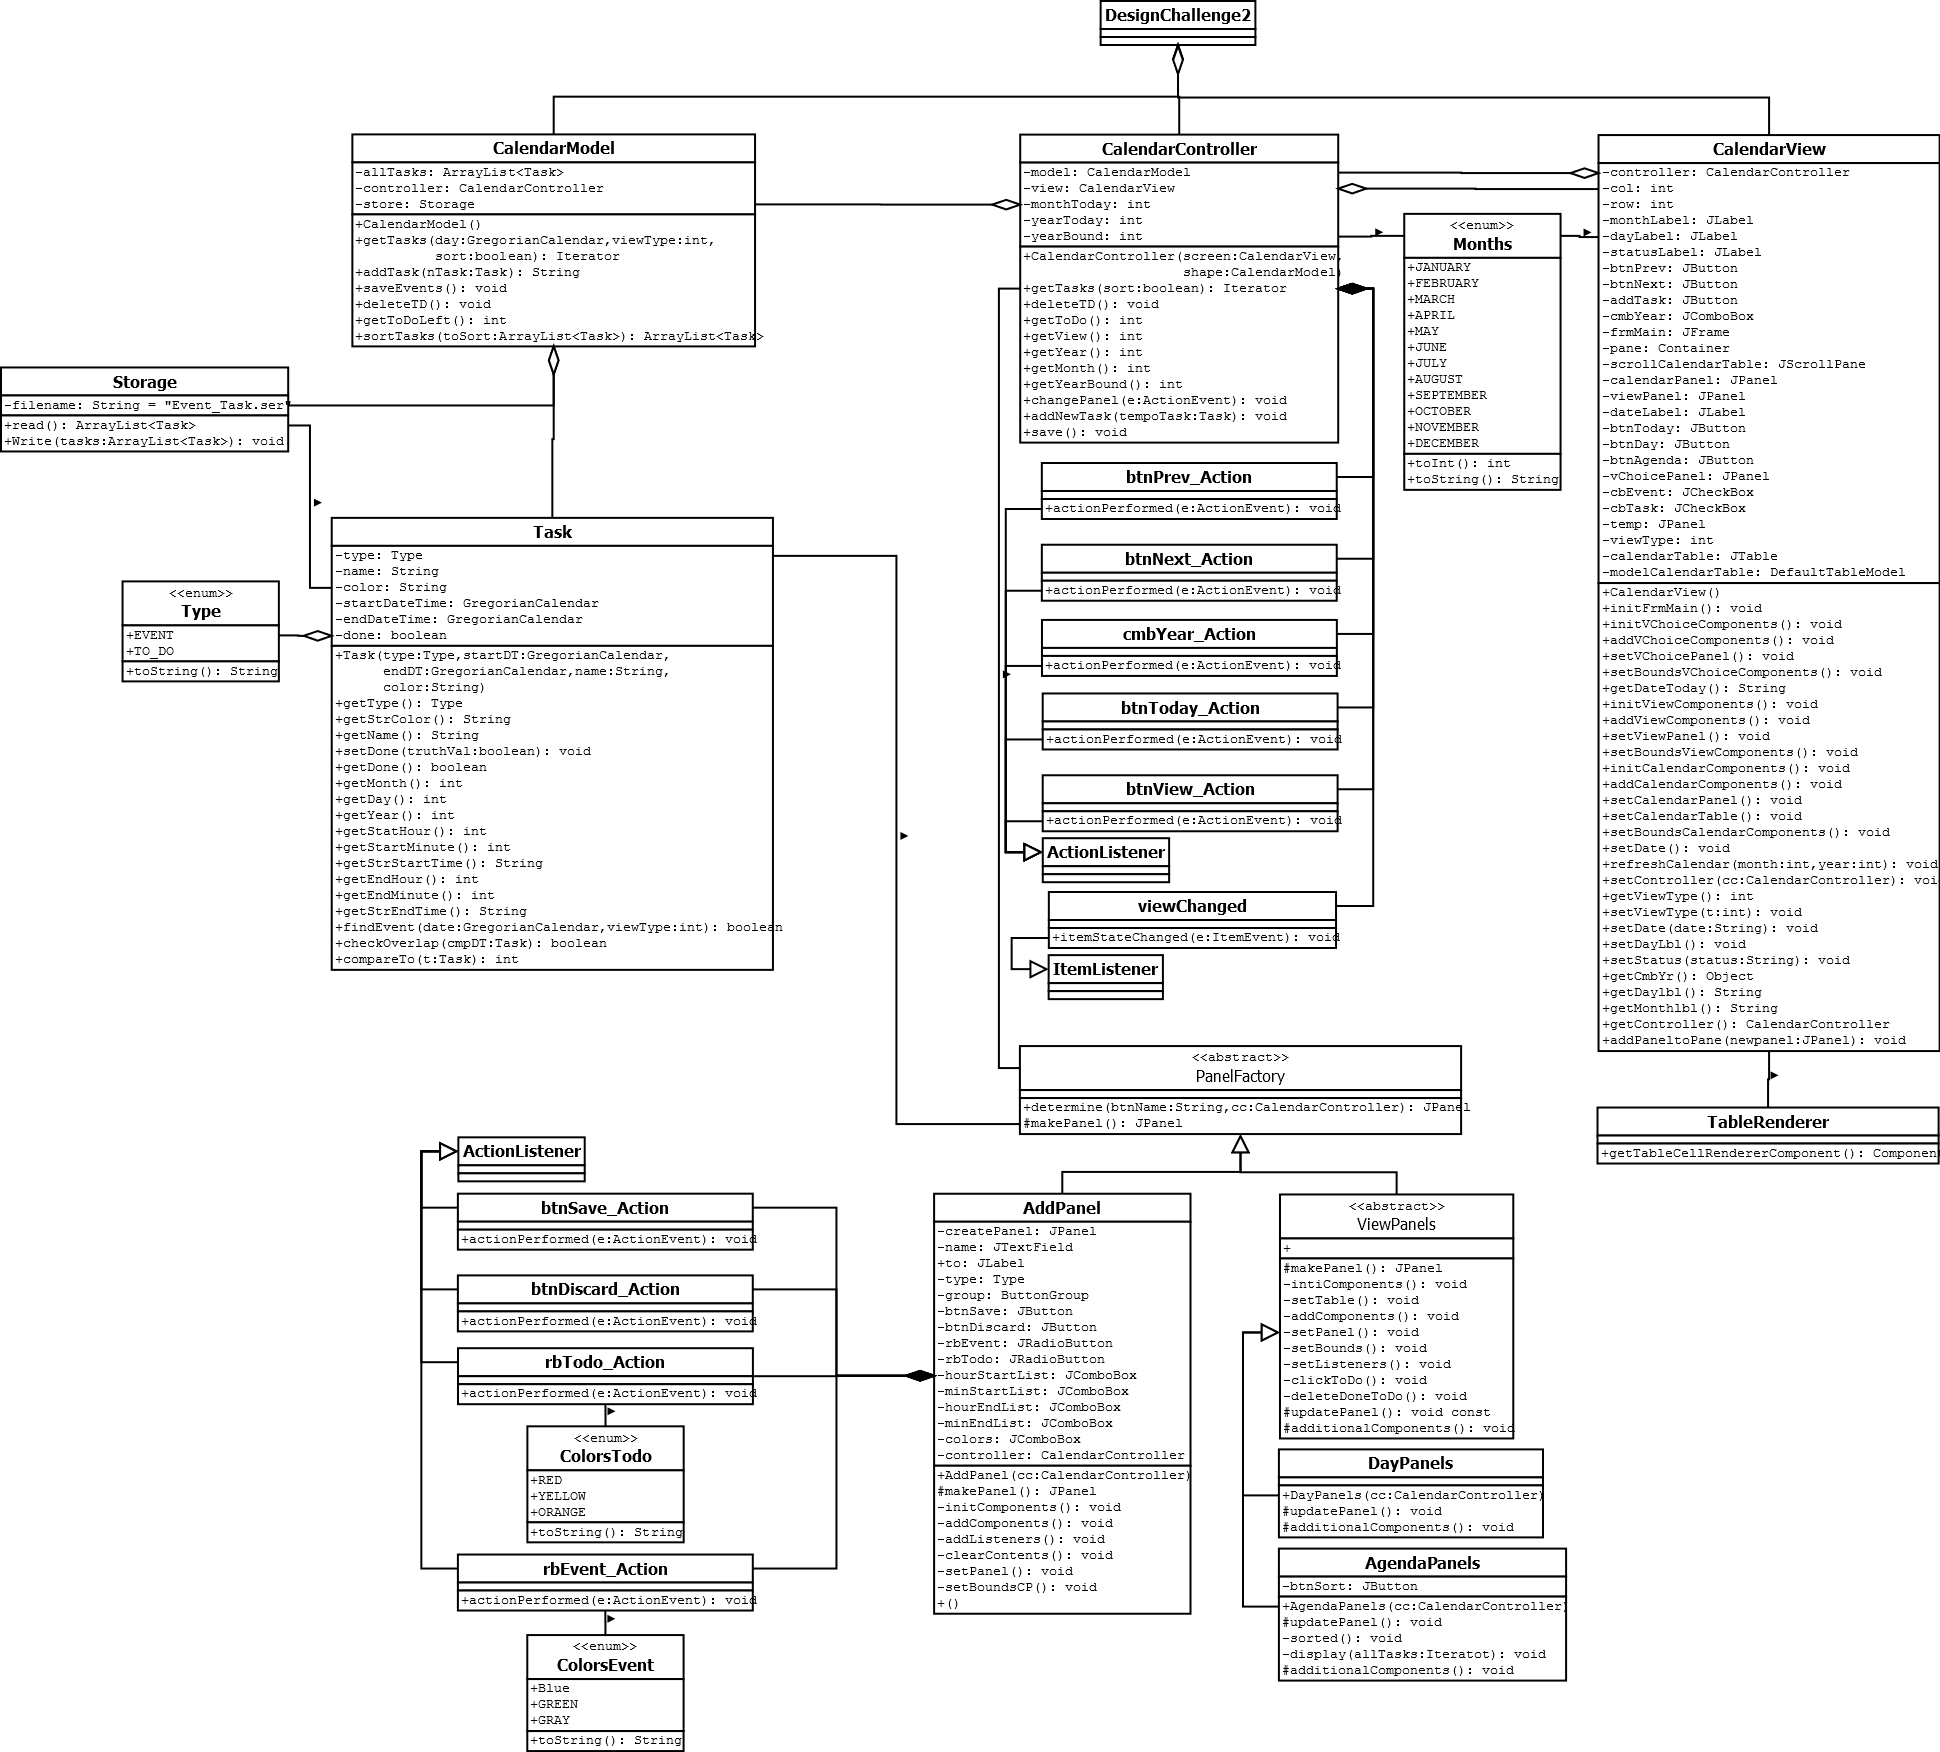 DesignChallenge2
CalendarModel
-allTasks: ArrayList<Task>
-controller: CalendarController
-store: Storage
+CalendarModel()
+getTasks(day:GregorianCalendar,viewType:int,
sort:boolean): Iterator
+addTask(nTask:Task): String
+saveEvents(): void
+deleteTD(): void
+getToDoLeft(): int
+sortTasks(toSort:ArrayList<Task>): ArrayList<Task>
CalendarController
-model: CalendarModel
-view: CalendarView
-monthToday: int
-yearToday: int
-yearBound: int
+CalendarController(screen:CalendarView,
shape:CalendarModel)
+getTasks(sort:boolean): Iterator
+deleteTD(): void
+getToDo(): int
+getView(): int
+getYear(): int
+getMonth(): int
+getYearBound(): int
+changePanel(e:ActionEvent): void
+addNewTask(tempoTask:Task): void
+save(): void
<<enum>>
Months
+JANUARY
+FEBRUARY
+MARCH
+APRIL
+MAY
+JUNE
+JULY
+AUGUST
+SEPTEMBER
+OCTOBER
+NOVEMBER
+DECEMBER
+toInt(): int
+toString(): String
CalendarView
-controller: CalendarController
-col: int
-row: int
-monthLabel: JLabel
-dayLabel: JLabel
-statusLabel: JLabel
-btnPrev: JButton
-btnNext: JButton
-addTask: JButton
-cmbYear: JComboBox
-frmMain: JFrame
-pane: Container
-scrollCalendarTable: JScrollPane
-calendarPanel: JPanel
-viewPanel: JPanel
-dateLabel: JLabel
-btnToday: JButton
-btnDay: JButton
-btnAgenda: JButton
-vChoicePanel: JPanel
-cbEvent: JCheckBox
-cbTask: JCheckBox
-temp: JPanel
-viewType: int
-calendarTable: JTable
-modelCalendarTable: DefaultTableModel
+CalendarView()
+initFrmMain(): void
+initVChoiceComponents(): void
+addVChoiceComponents(): void
+setVChoicePanel(): void
+setBoundsVChoiceComponents(): void
+getDateToday(): String
+initViewComponents(): void
+addViewComponents(): void
+setViewPanel(): void
+setBoundsViewComponents(): void
+initCalendarComponents(): void
+addCalendarComponents(): void
+setCalendarPanel(): void
+setCalendarTable(): void
+setBoundsCalendarComponents(): void
+setDate(): void
+refreshCalendar(month:int,year:int): void
+setController(cc:CalendarController): voi
+getViewType(): int
+setViewType(t:int): void
+setDate(date:String): void
+setDayLbl(): void
+setStatus(status:String): void
+getCmbYr(): Object
+getDaylbl(): String
+getMonthlbl(): String
+getController(): CalendarController
+addPaneltoPane(newpanel:JPanel): void
Storage
-filename: String = "Event_Task.ser"
+read(): ArrayList<Task>
+Write(tasks:ArrayList<Task>): void
<<enum>>
Type
+EVENT
+TO_DO
+toString(): String
Task
-type: Type
-name: String
-color: String
-startDateTime: GregorianCalendar
-endDateTime: GregorianCalendar
-done: boolean
+Task(type:Type,startDT:GregorianCalendar,
endDT:GregorianCalendar,name:String,
color:String)
+getType(): Type
+getStrColor(): String
+getName(): String
+setDone(truthVal:boolean): void
+getDone(): boolean
+getMonth(): int
+getDay(): int
+getYear(): int
+getStatHour(): int
+getStartMinute(): int
+getStrStartTime(): String
+getEndHour(): int
+getEndMinute(): int
+getStrEndTime(): String
+findEvent(date:GregorianCalendar,viewType:int): boolean
+checkOverlap(cmpDT:Task): boolean
+compareTo(t:Task): int
btnPrev_Action
+actionPerformed(e:ActionEvent): void
btnNext_Action
+actionPerformed(e:ActionEvent): void
cmbYear_Action
+actionPerformed(e:ActionEvent): void
btnToday_Action
+actionPerformed(e:ActionEvent): void
btnView_Action
+actionPerformed(e:ActionEvent): void
ActionListener
viewChanged
+itemStateChanged(e:ItemEvent): void
ItemListener
<<abstract>>
PanelFactory
+determine(btnName:String,cc:CalendarController): JPanel
#makePanel(): JPanel
TableRenderer
+getTableCellRendererComponent(): Componen
ActionListener
btnSave_Action
+actionPerformed(e:ActionEvent): void
btnDiscard_Action
+actionPerformed(e:ActionEvent): void
rbTodo_Action
+actionPerformed(e:ActionEvent): void
<<enum>>
ColorsTodo
+RED
+YELLOW
+ORANGE
+toString(): String
rbEvent_Action
+actionPerformed(e:ActionEvent): void
<<enum>>
ColorsEvent
+Blue
+GREEN
+GRAY
+toString(): String
AddPanel
-createPanel: JPanel
-name: JTextField
+to: JLabel
-type: Type
-group: ButtonGroup
-btnSave: JButton
-btnDiscard: JButton
-rbEvent: JRadioButton
-rbTodo: JRadioButton
-hourStartList: JComboBox
-minStartList: JComboBox
-hourEndList: JComboBox
-minEndList: JComboBox
-colors: JComboBox
-controller: CalendarController
+AddPanel(cc:CalendarController)
#makePanel(): JPanel
-initComponents(): void
-addComponents(): void
-addListeners(): void
-clearContents(): void
-setPanel(): void
-setBoundsCP(): void
+()
<<abstract>>
ViewPanels
+
#makePanel(): JPanel
-intiComponents(): void
-setTable(): void
-addComponents(): void
-setPanel(): void
-setBounds(): void
-setListeners(): void
-clickToDo(): void
-deleteDoneToDo(): void
#updatePanel(): void const
#additionalComponents(): void
DayPanels
+DayPanels(cc:CalendarController)
#updatePanel(): void
#additionalComponents(): void
AgendaPanels
-btnSort: JButton
+AgendaPanels(cc:CalendarController)
#updatePanel(): void
-sorted(): void
-display(allTasks:Iteratot): void
#additionalComponents(): void